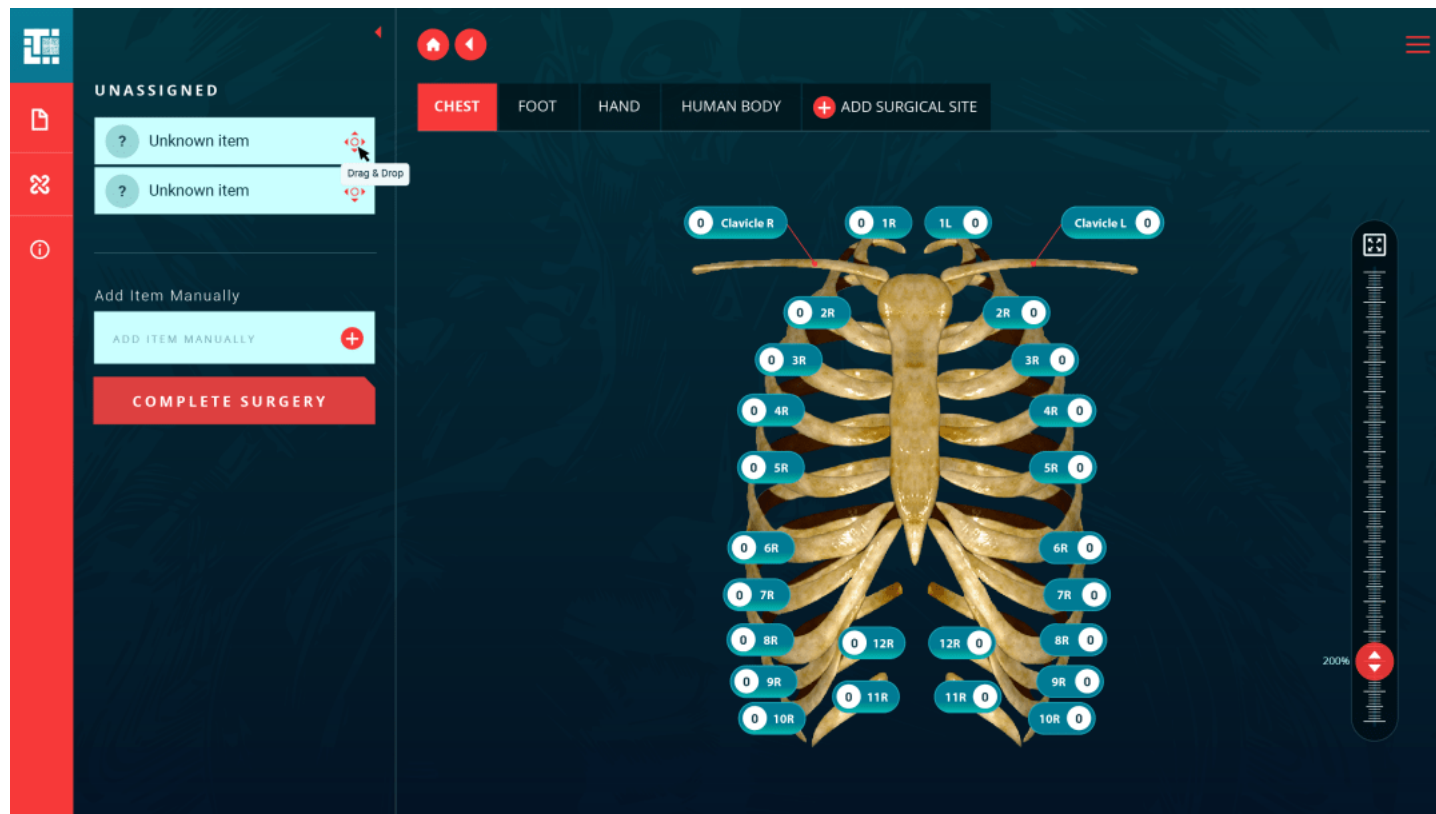 UNASSIGNED
? Unknown item
Drag & Drop
? Unknown item
Add Item Manually
ADD ITEM MANUALLY
COMPLETE SURGERY
CHEST FOOT HAND HUMAN BODY ADD SURGICAL SITE
0 Clavicle R 0 1R 1L 0 Clavicle L 0
0 2R 2R 0
0 3R 3R 0
0 4R 4R 0
0 5R 5R 0
0 6R 6R 0
0 7R 7R 0
0 8R 0 12R 12R 0 8R 0
0 9R 9R 0
0 11R 11R 0
0 10R 10R 0
200%